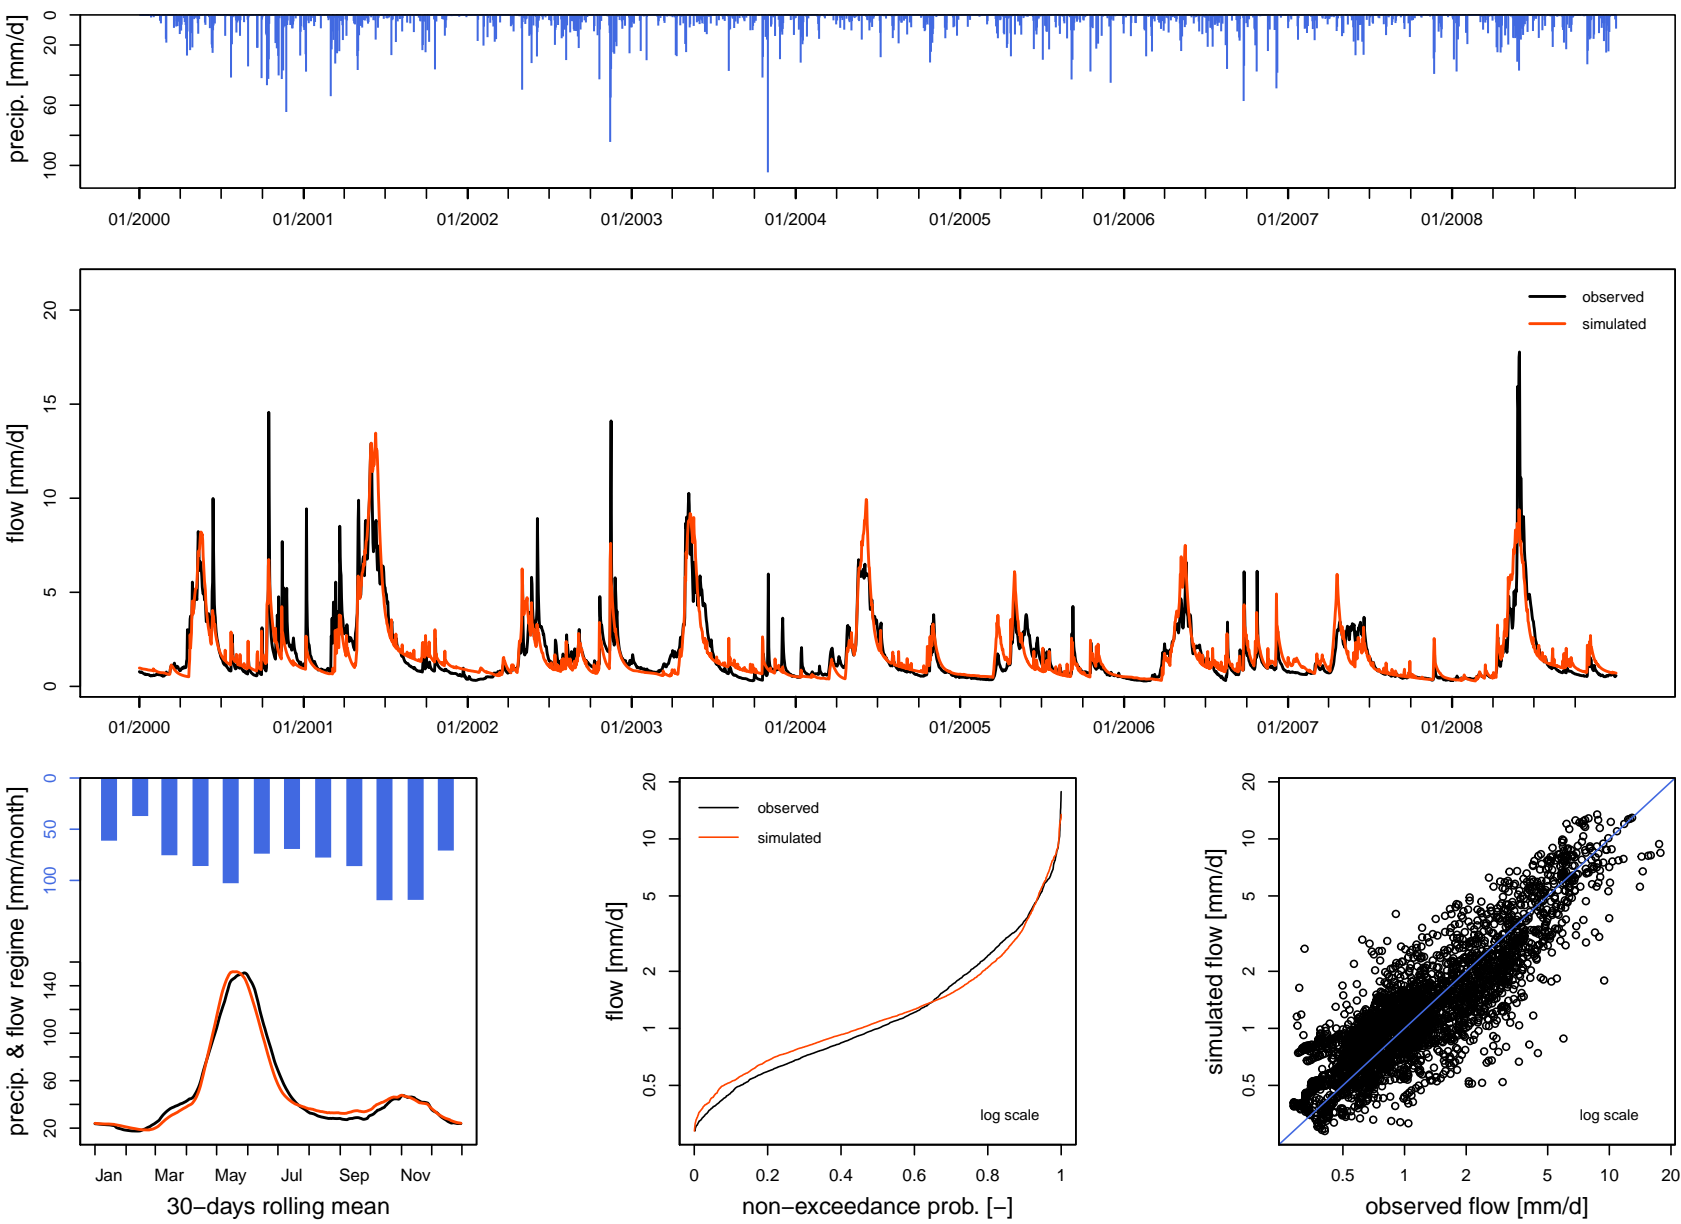 precip. [mm/d]
0
20
60
100
01/2000 01/2001 01/2002 01/2003 01/2004 01/2005 01/2006 01/2007 01/2008
flow [mm/d]
20
15
10
5
0
observed
simulated
01/2000 01/2001 01/2002 01/2003 01/2004 01/2005 01/2006 01/2007 01/2008
precip. & flow regime [mm/month]
0
50
100
140
100
60
20
Jan Mar May Jul Sep Nov
30−days rolling mean
flow [mm/d]
20
10
5
2
1
0.5
observed
simulated
log scale
0 0.2 0.4 0.6 0.8 1
non−exceedance prob. [−]
simulated flow [mm/d]
20
10
5
2
1
0.5
log scale
0.5 1 2 5 10 20
observed flow [mm/d]